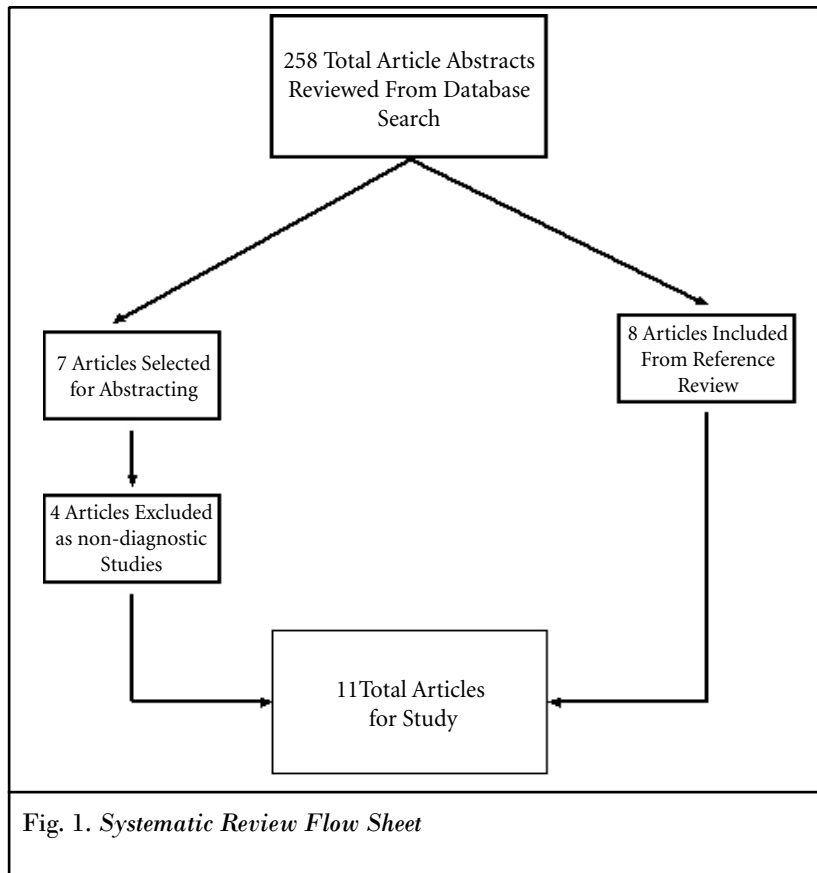 258 Total Article Abstracts
Reviewed From Database
Search
7 Articles Selected
for Abstracting
8 Articles Included
From Reference
Review
4 Articles Excluded
as non-diagnostic
Studies
11Total Articles
for Study
Fig. 1. Systematic Review Flow Sheet